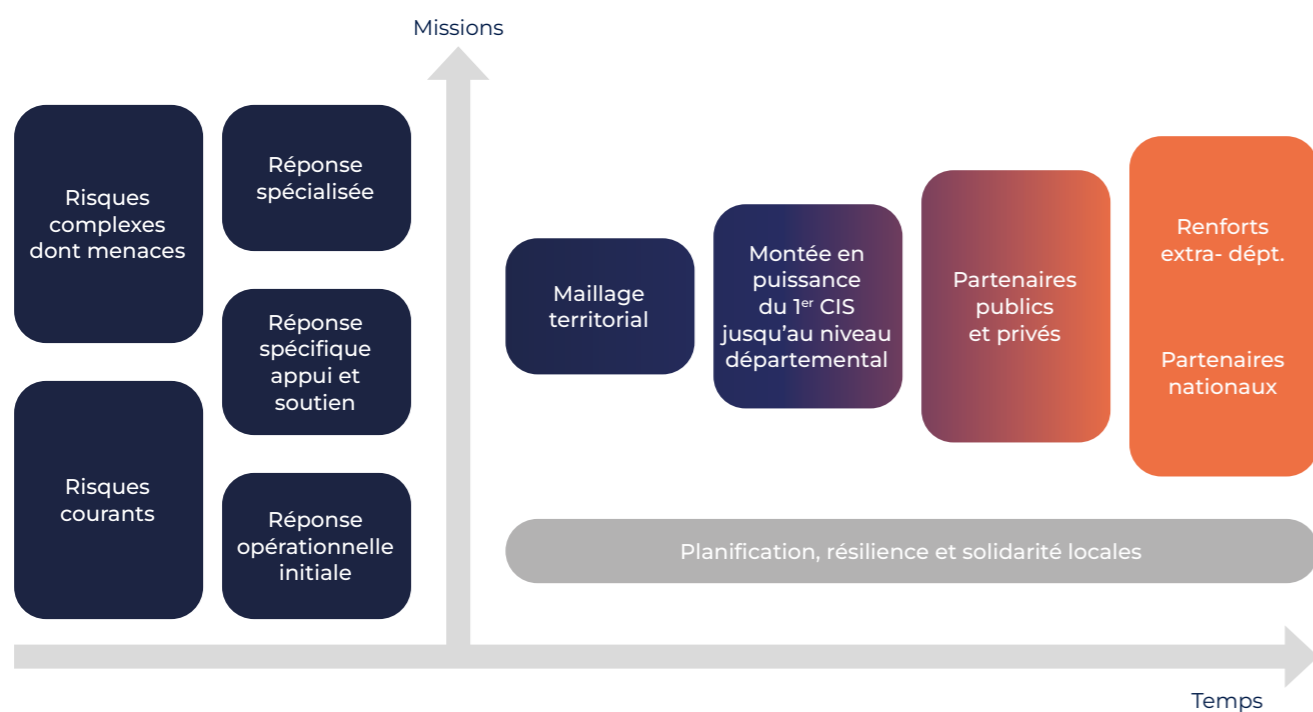 Missions
Risques
complexes
dont menaces
Risques
courants
Réponse
spécialisée
Réponse
spécifique
appui et
soutien
Réponse
opérationnelle
initiale
Maillage
territorial
Montée en
puissance
du 1er CIS
jusqu’au niveau
départemental
Partenaires
publics
et privés
Renforts
extra- dépt.
Partenaires
nationaux
Planification, résilience et solidarité locales
Temps